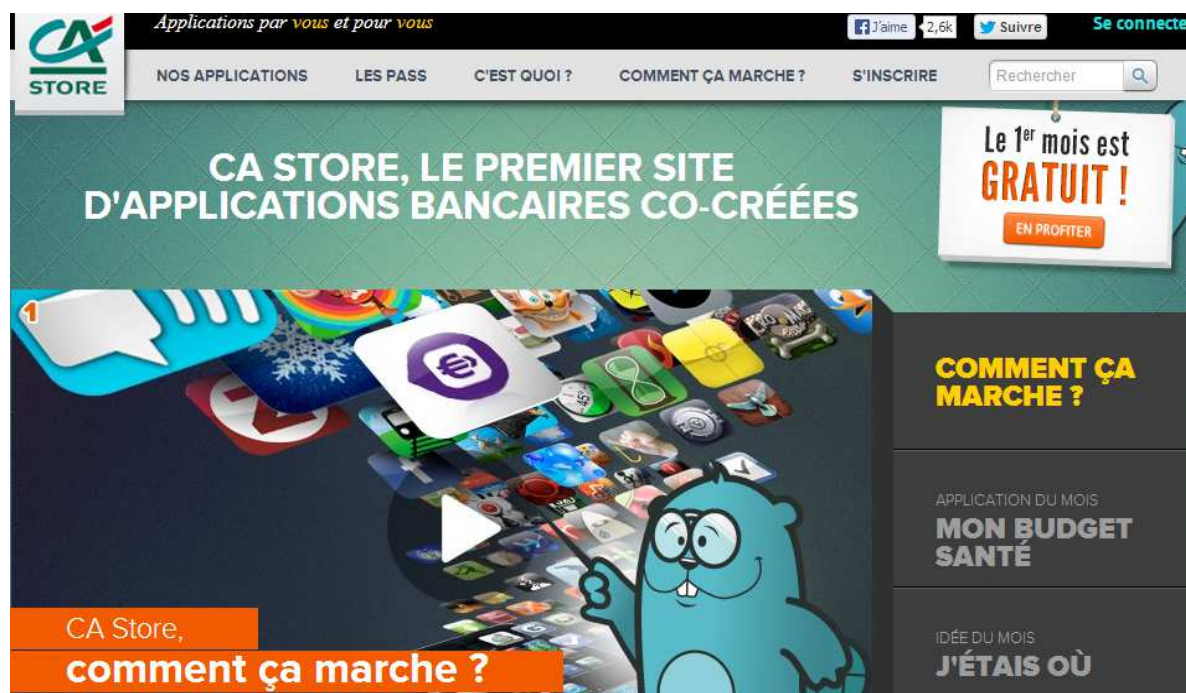 Applications par vous et pour vous
J'aime 2,6k
Suivre
Se connecte
CA
STORE
NOS APPLICATIONS
LES PASS
C'EST QUOI ?
COMMENT ÇA MARCHE ?
S'INSCRIRE
Rechercher
CA STORE, LE PREMIER SITE
D'APPLICATIONS BANCAIRES CO-CRÉÉES
Le 1er mois est
GRATUIT !
EN PROFITER
1
COMMENT ÇA
MARCHE ?
APPLICATION DU MOIS
MON BUDGET
SANTÉ
IDÉE DU MOIS
J'ÉTAIS OÙ
CA Store,
comment ça marche ?